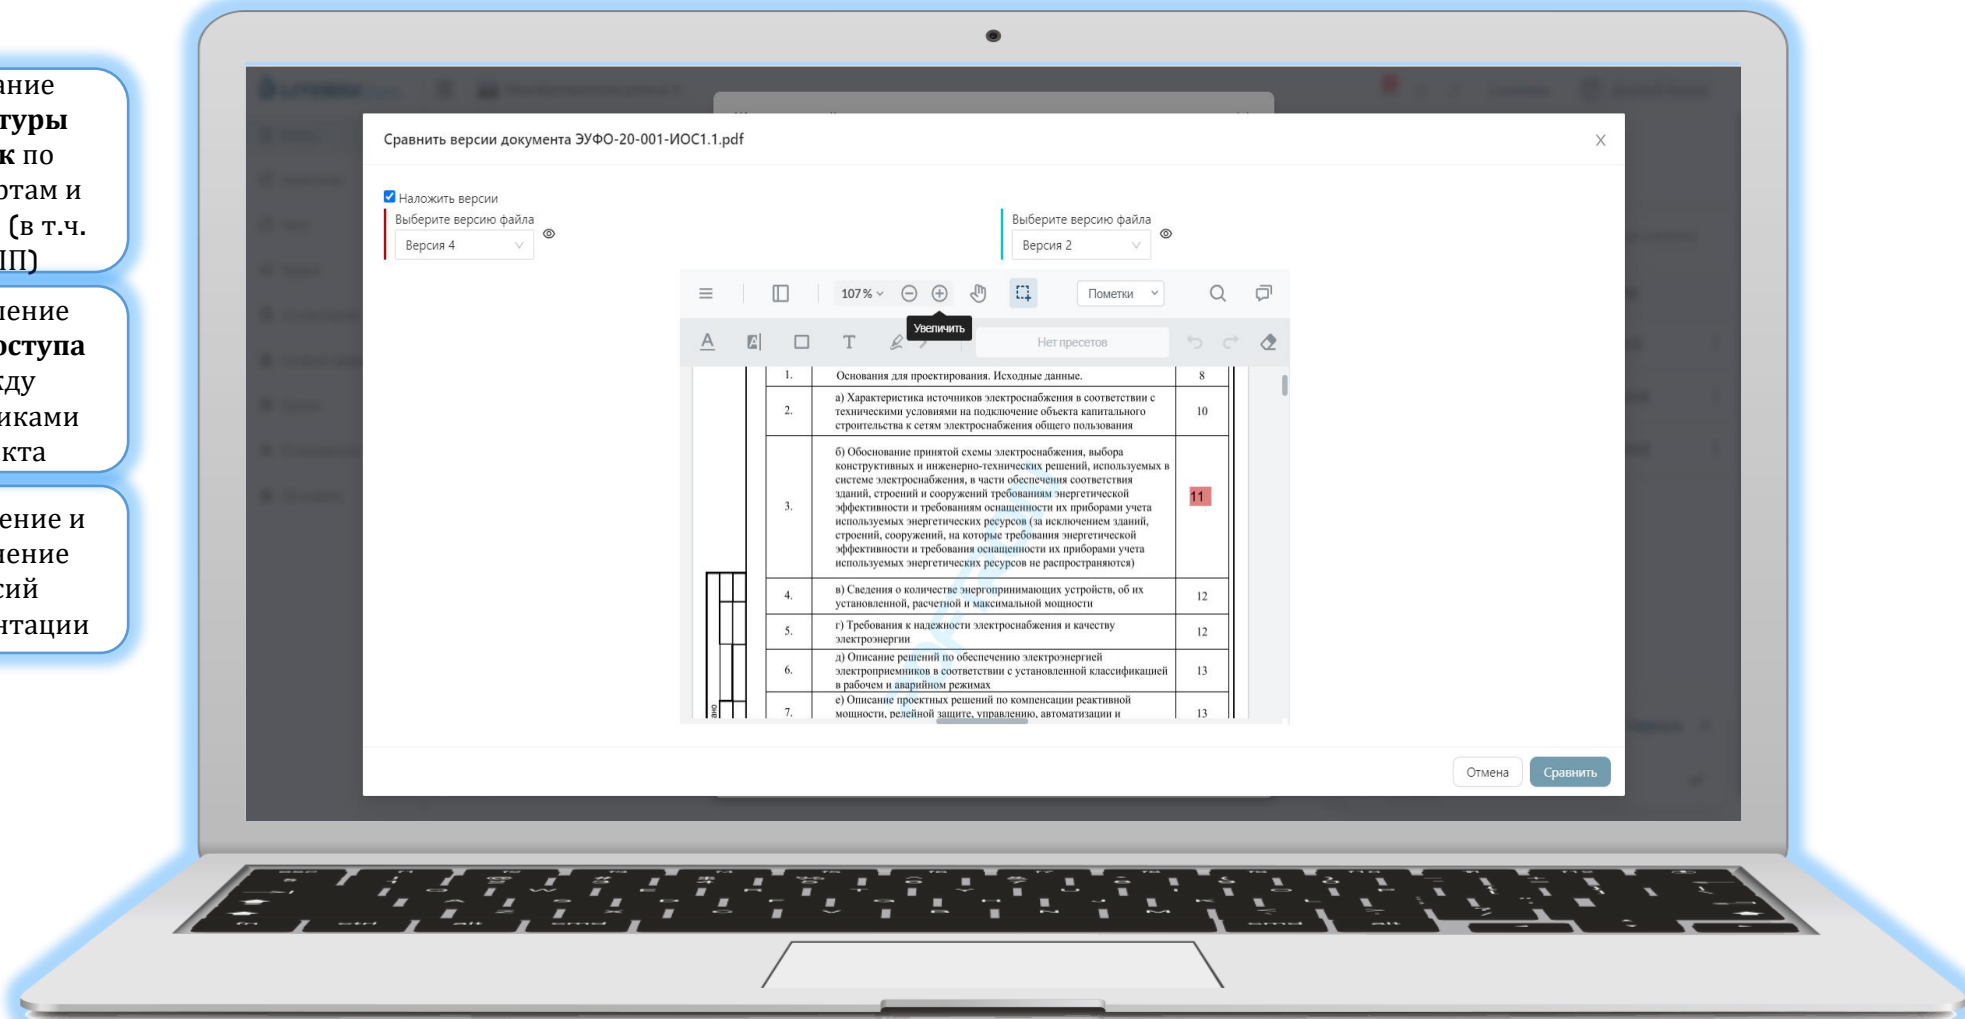 ание
туры
к по
ртам и
(в т.ч.
ПП)
ление
оступа
жду
иками
кта
ение и
нение
сий
нтации
Сравнить версии документа ЭУФО-20-001-ИОС1.1.pdf
X
Наложить версии
Выберите версию файла
Версия 4
Выберите версию файла
Версия 2
107%
Пометки
Увеличить
A
T
Нет пресетов
1. Основания для проектирования. Исходные данные. 8
2. а) Характеристика источников электроснабжения в соответствии с
техническими условиями на подключение объекта капитального
строительства к сетям электроснабжения общего пользования 10
3. б) Обоснование принятой схемы электроснабжения, выбора
конструктивных и инженерно-технических решений, используемых в
системе электроснабжения, в части обеспечения соответствия
зданий, строений и сооружений требованиям энергетической
эффективности и требованиям оснащенности их приборами учета
используемых энергетических ресурсов (за исключением зданий,
строений, сооружений, на которые требования энергетической
эффективности и требования оснащенности их приборами учета
используемых энергетических ресурсов не распространяются) 11
4. в) Сведения о количестве энергопринимающих устройств, об их
установленной, расчетной и максимальной мощности 12
5. г) Требования к надежности электроснабжения и качеству
электроэнергии 12
6. д) Описание решений по обеспечению электроэнергией
электроприемников в соответствии с установленной классификацией
в рабочем и аварийном режимах 13
7. е) Описание проектных решений по компенсации реактивной
мощности, релейной защите, управлению, автоматизации и 13
Отмена
Сравнить